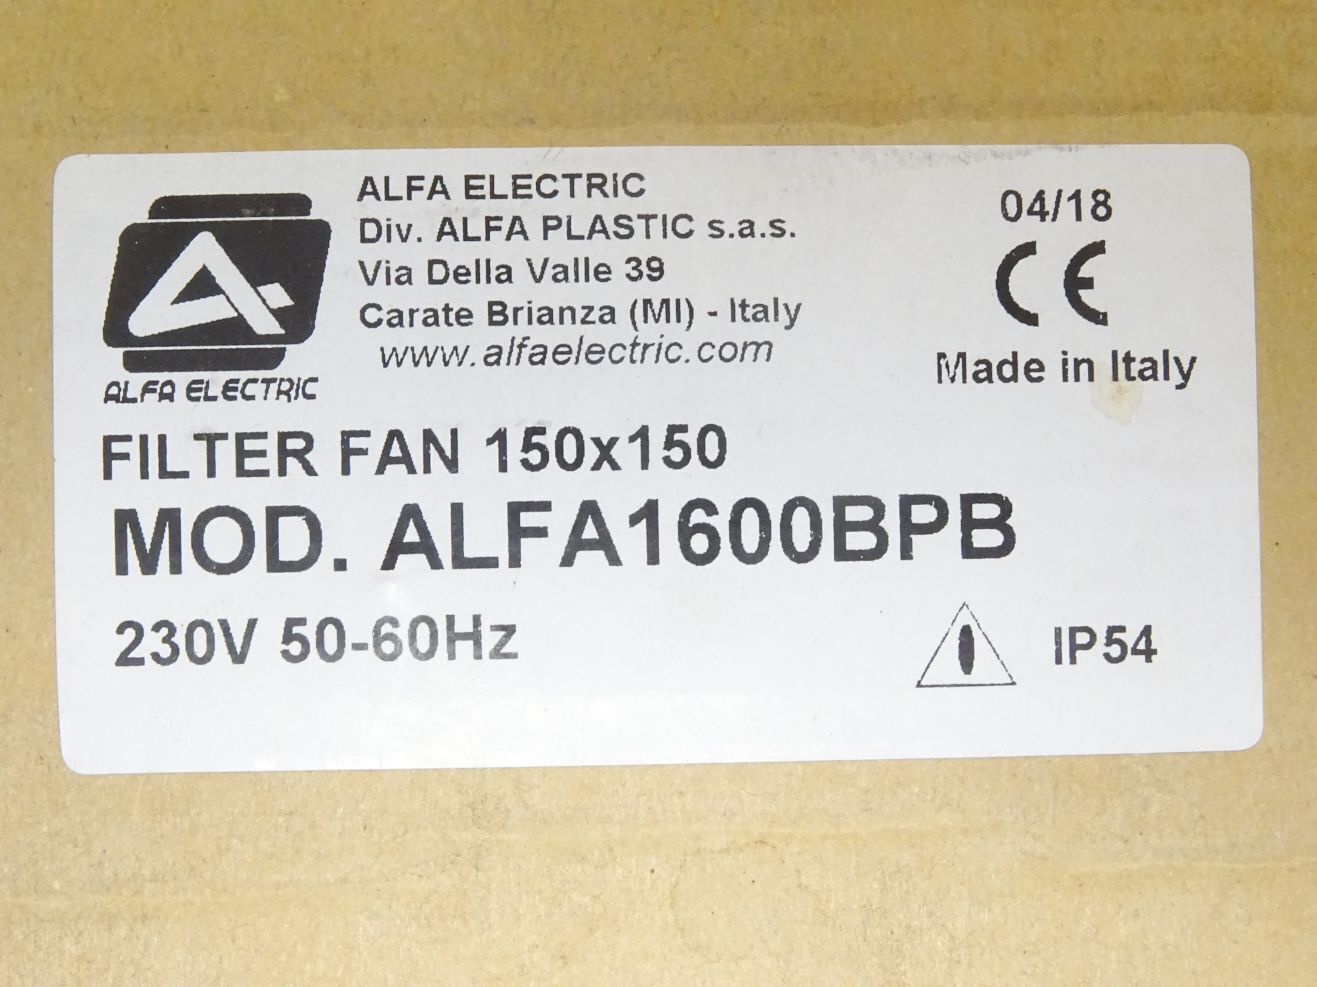 ALFA ELECTRIC
Div. ALFA PLASTIC s.a.s.
Via Della Valle 39
Carate Brianza (MI) - Italy
www.alfaelectric.com
ALFA ELECTRIC
04/18
CE
Made in Italy
FILTER FAN 150x150
MOD. ALFA1600BPB
230V 50-60Hz
IP54